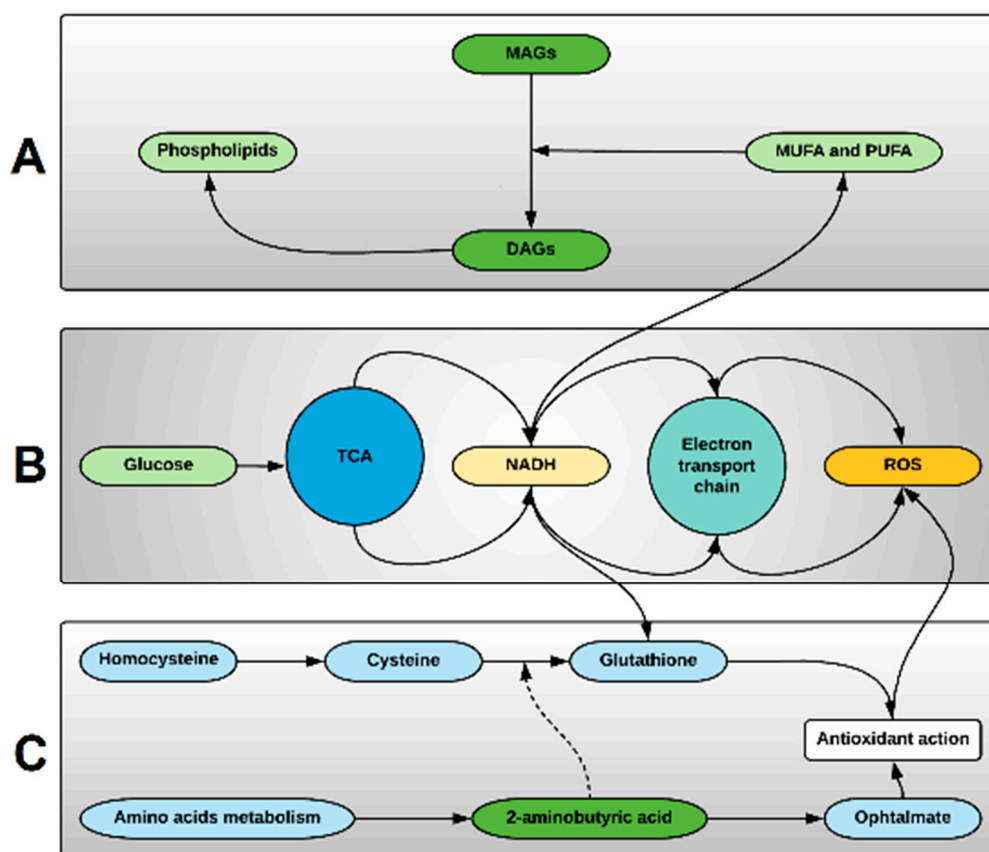 A
MAGs
Phospholipids
MUFA and PUFA
DAGs
B
Glucose
TCA
NADH
Electron
transport
chain
ROS
C
Homocysteine
Cysteine
Glutathione
Antioxidant action
Amino acids metabolism
2-aminobutyric acid
Ophtalmate